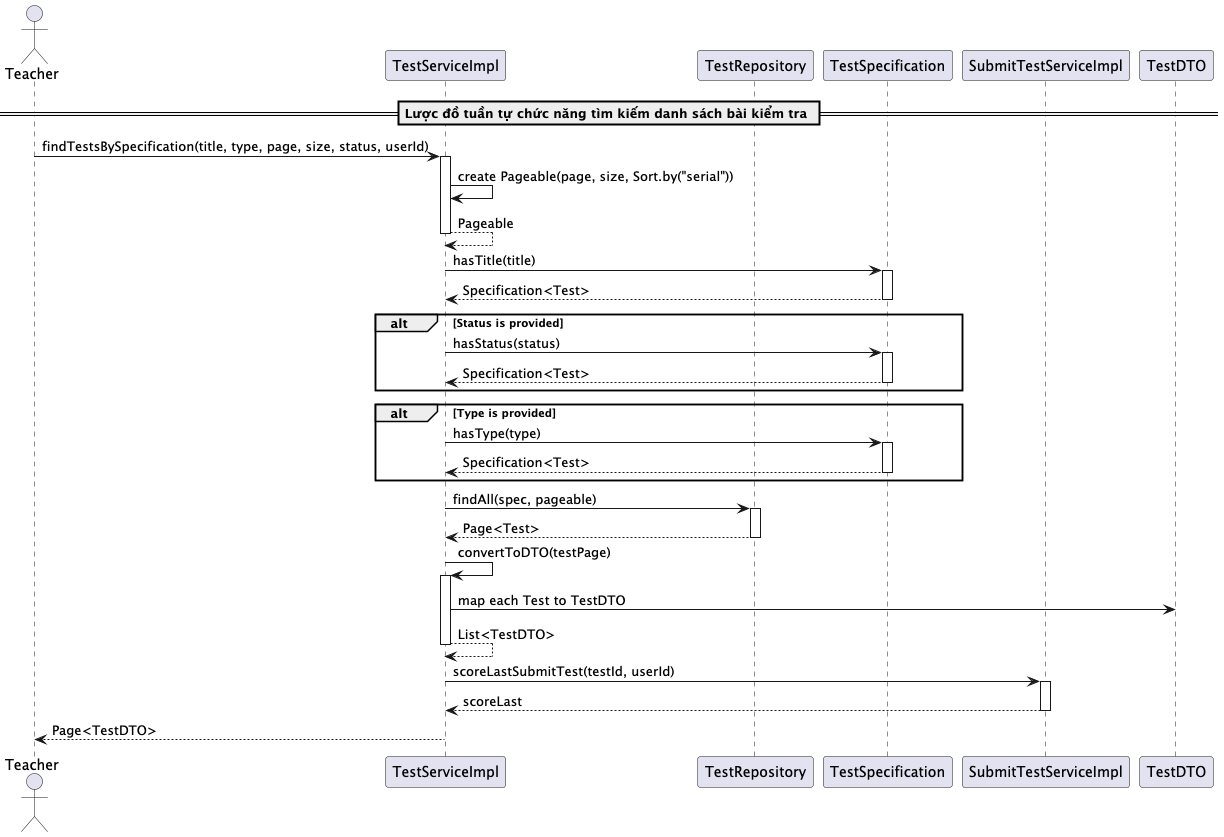 Teacher
TestServiceImpl
TestRepository
TestSpecification
SubmitTestServiceImpl
TestDTO
Lược đồ tuần tự chức năng tìm kiếm danh sách bài kiểm tra
findTestsBySpecification(title, type, page, size, status, userId)
create Pageable(page, size, Sort.by("serial"))
Pageable
hasTitle(title)
Specification<Test>
alt
[Status is provided]
hasStatus(status)
Specification<Test>
alt
[Type is provided]
hasType(type)
Specification<Test>
findAll(spec, pageable)
Page<Test>
convertToDTO(testPage)
map each Test to TestDTO
List<TestDTO>
scoreLastSubmitTest(testId, userId)
scoreLast
Page<TestDTO>
Teacher
TestServiceImpl
TestRepository
TestSpecification
SubmitTestServiceImpl
TestDTO